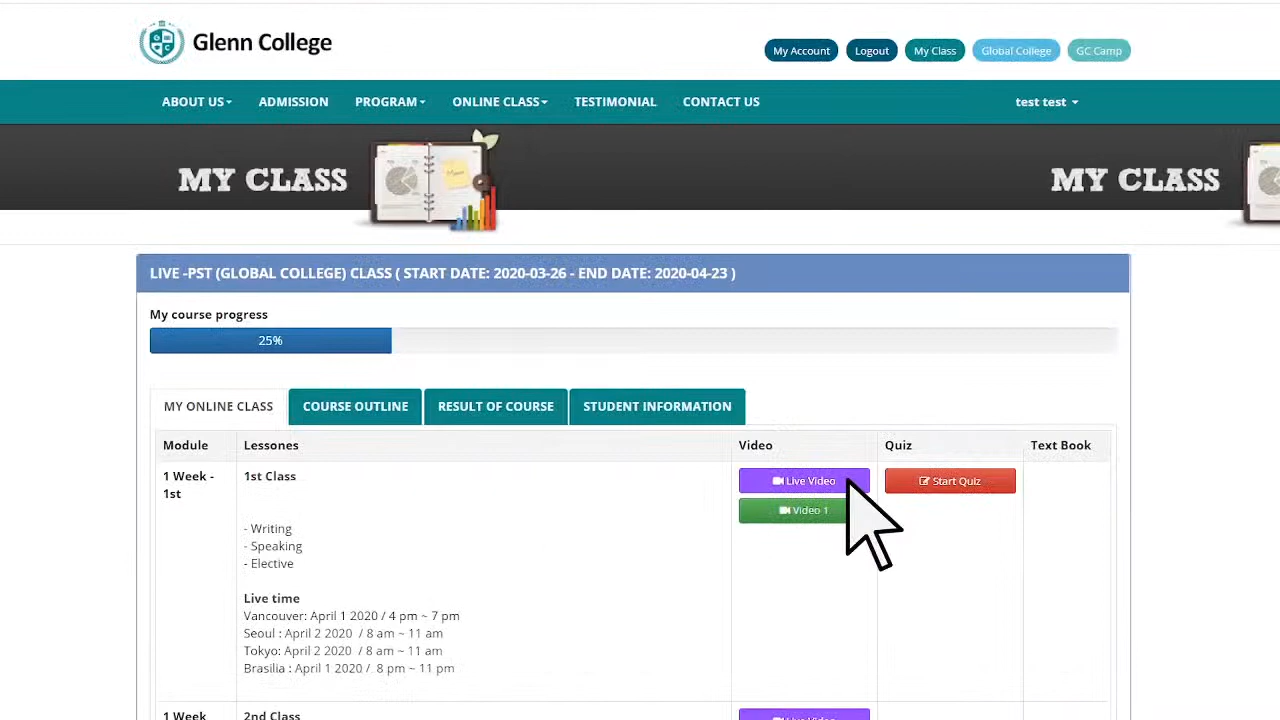 Glenn College
My Account
Logout
My Class
Global College
GC Camp
ABOUT US
ADMISSION
PROGRAM
ONLINE CLASS
TESTIMONIAL
CONTACT US
test test
MY CLASS
MY CLASS
LIVE -PST (GLOBAL COLLEGE) CLASS ( START DATE: 2020-03-26 - END DATE: 2020-04-23 )
My course progress
25%
MY ONLINE CLASS
COURSE OUTLINE
RESULT OF COURSE
STUDENT INFORMATION
Module
Lessones
Video
Quiz
Text Book
1 Week -
1st
1st Class
Live Video
Start Quiz
Video 1
- Writing
- Speaking
- Elective
Live time
Vancouver: April 1 2020 / 4 pm ~ 7 pm
Seoul : April 2 2020 / 8 am ~ 11 am
Tokyo: April 2 2020 / 8 am ~ 11 am
Brasilia : April 1 2020 / 8 pm ~ 11 pm
1 Week
2nd Class
Live Video